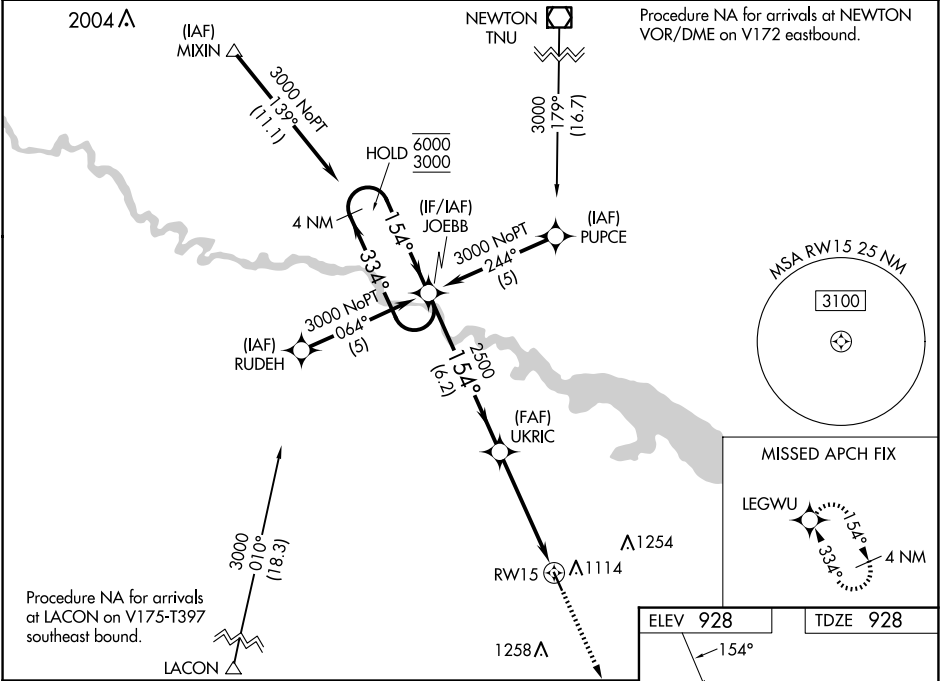 2004
(IAF)
MIXIN
3000 NoPT
139°
(11.1)
NEWTON
TNU
3000
179°
(16.7)
Procedure NA for arrivals at NEWTON
VOR/DME on V172 eastbound.
HOLD
6000
3000
4 NM
154°
334°
(IF/IAF)
JOEBB
(IAF)
PUPCE
3000 NoPT
244°
(5)
3000 NoPT
064°
(5)
(IAF)
RUDEH
2500
154°
(6.2)
(FAF)
UKRIC
MSA RW15 25 NM
3100
MISSED APCH FIX
LEGWU
154°
334°
4 NM
3000
010°
(18.3)
Procedure NA for arrivals
at LACON on V175-T397
southeast bound.
LACON
RW15
1114
1254
1258
ELEV 928
TDZE 928
154°